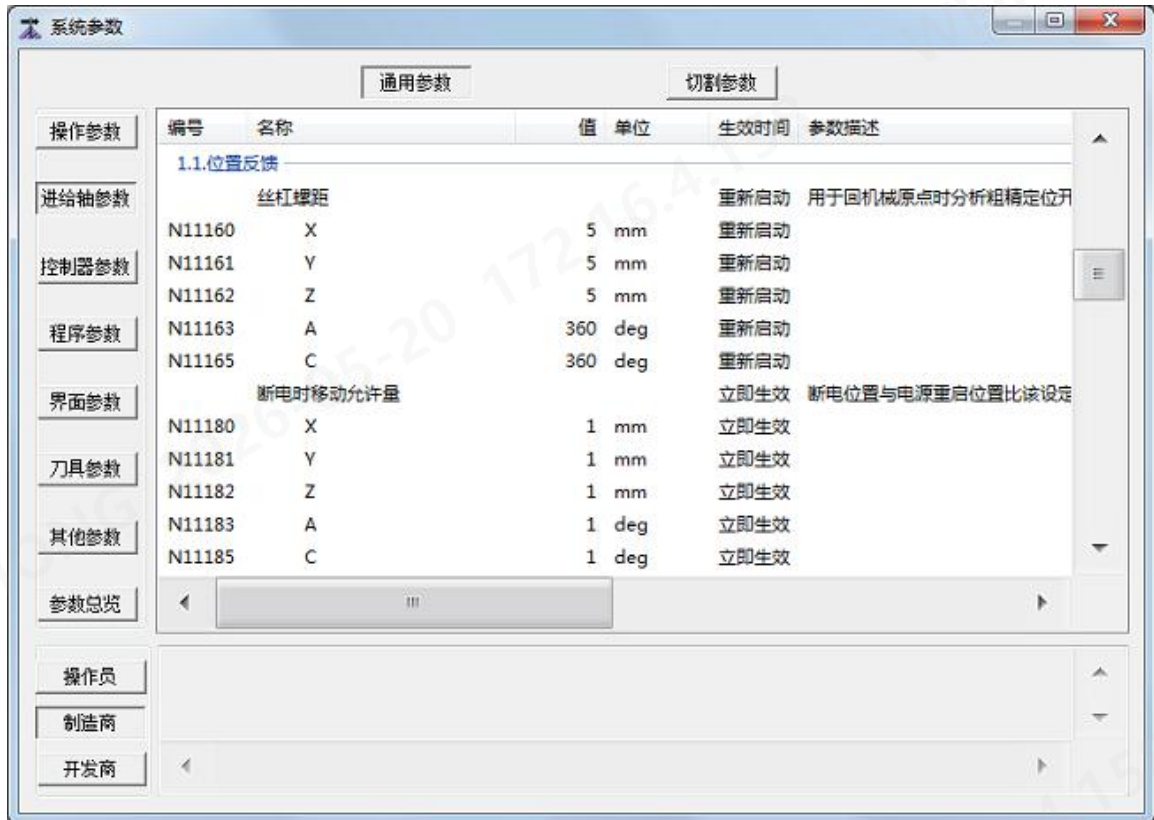 系统参数
通用参数 切割参数
操作参数
进给轴参数
控制器参数
程序参数
界面参数
刀具参数
其他参数
参数总览
编号 名称 值 单位 生效时间 参数描述
1.1.位置反馈
丝杠螺距 重新启动 用于回机械原点时分析粗精定位开
N11160 X 5 mm 重新启动
N11161 Y 5 mm 重新启动
N11162 Z 5 mm 重新启动
N11163 A 360 deg 重新启动
N11165 C 360 deg 重新启动
断电时移动允许量 立即生效 断电位置与电源重启位置比该设定
N11180 X 1 mm 立即生效
N11181 Y 1 mm 立即生效
N11182 Z 1 mm 立即生效
N11183 A 1 deg 立即生效
N11185 C 1 deg 立即生效
操作员
制造商
开发商